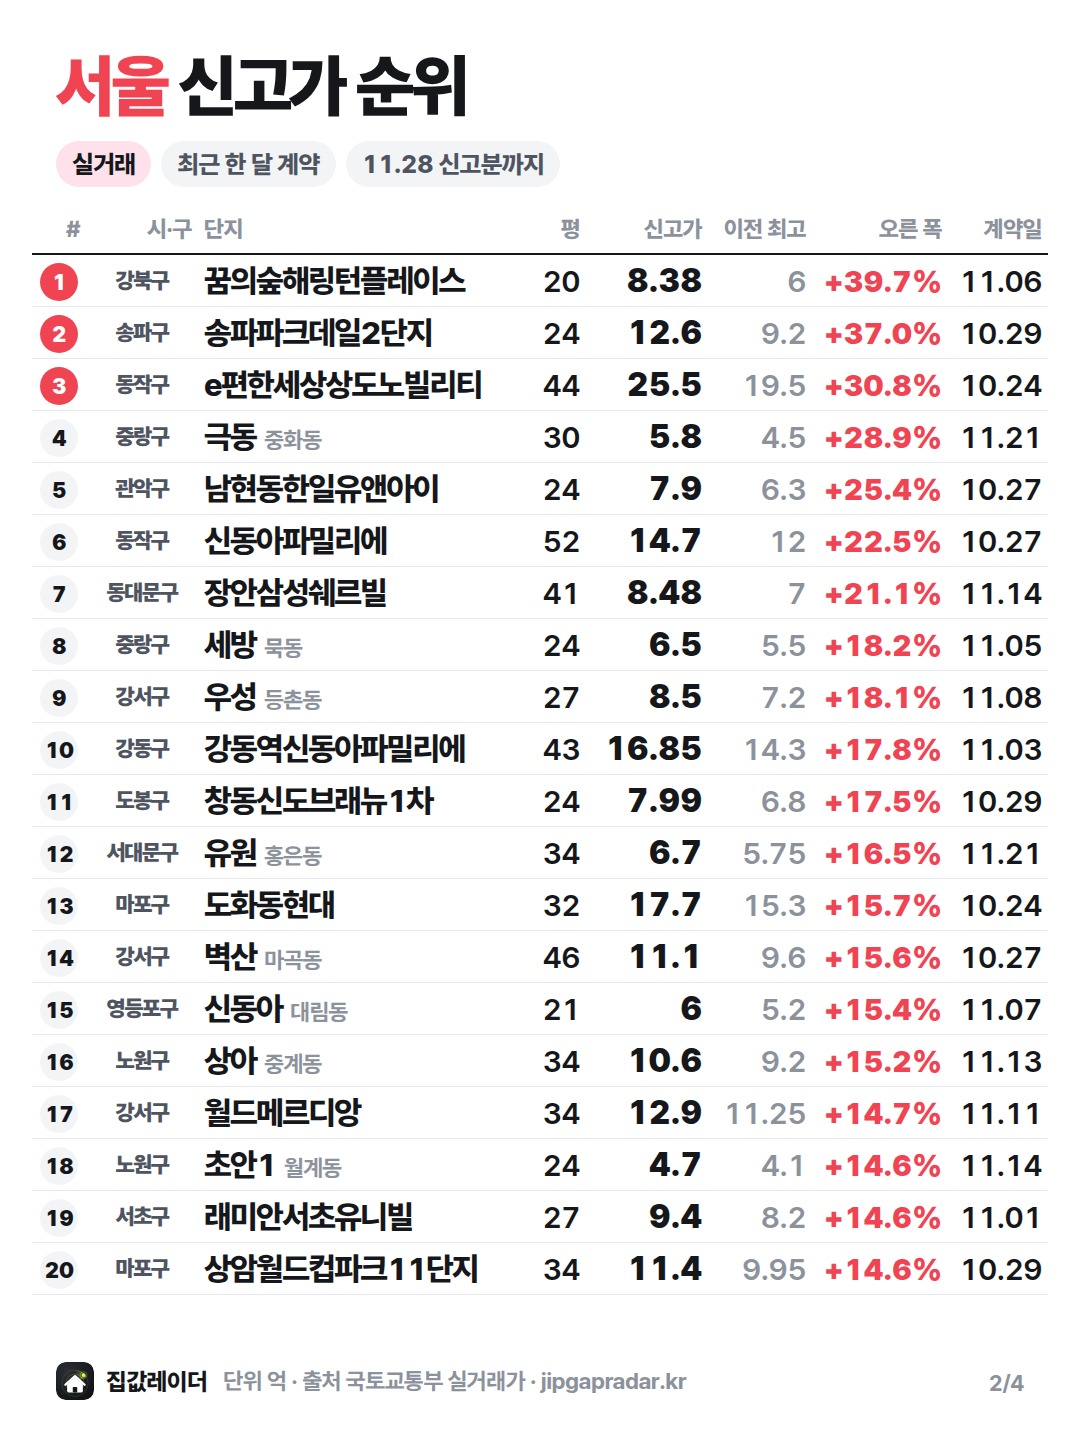 서울 신고가 순위
실거래 최근 한 달 계약 11.28 신고분까지
# 시·구 단지 평 신고가 이전 최고 오른 폭 계약일
1 강북구 꿈의숲해링턴플레이스 20 8.38 6 +39.7% 11.06
2 송파구 송파파크데일2단지 24 12.6 9.2 +37.0% 10.29
3 동작구 e편한세상상도노빌리티 44 25.5 19.5 +30.8% 10.24
4 중랑구 극동 중화동 30 5.8 4.5 +28.9% 11.21
5 관악구 남현동한일유앤아이 24 7.9 6.3 +25.4% 10.27
6 동작구 신동아파밀리에 52 14.7 12 +22.5% 10.27
7 동대문구 장안삼성쉐르빌 41 8.48 7 +21.1% 11.14
8 중랑구 세방 묵동 24 6.5 5.5 +18.2% 11.05
9 강서구 우성 등촌동 27 8.5 7.2 +18.1% 11.08
10 강동구 강동역신동아파밀리에 43 16.85 14.3 +17.8% 11.03
11 도봉구 창동신도브래뉴1차 24 7.99 6.8 +17.5% 10.29
12 서대문구 유원 홍은동 34 6.7 5.75 +16.5% 11.21
13 마포구 도화동현대 32 17.7 15.3 +15.7% 10.24
14 강서구 벽산 마곡동 46 11.1 9.6 +15.6% 10.27
15 영등포구 신동아 대림동 21 6 5.2 +15.4% 11.07
16 노원구 상아 중계동 34 10.6 9.2 +15.2% 11.13
17 강서구 월드메르디앙 34 12.9 11.25 +14.7% 11.11
18 노원구 초안1 월계동 24 4.7 4.1 +14.6% 11.14
19 서초구 래미안서초유니빌 27 9.4 8.2 +14.6% 11.01
20 마포구 상암월드컵파크11단지 34 11.4 9.95 +14.6% 10.29
집값레이더 단위 억 · 출처 국토교통부 실거래가 · jipgapradar.kr 2/4